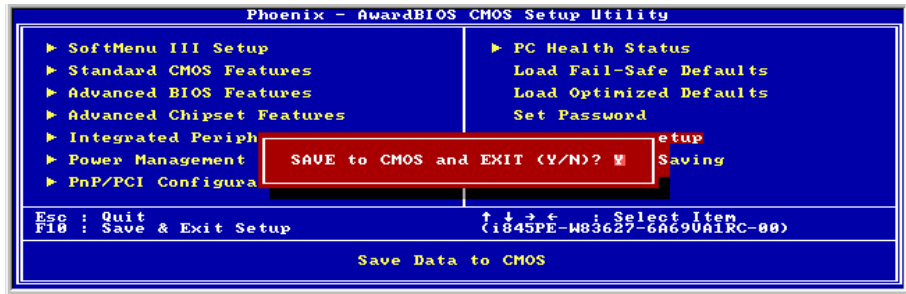 Phoenix - AwardBIOS CMOS Setup Utility
▶ SoftMenu III Setup
▶ Standard CMOS Features
▶ Advanced BIOS Features
▶ Advanced Chipset Features
▶ Integrated Periph
▶ Power Management
▶ PnP/PCI Configura
▶ PC Health Status
Load Fail-Safe Defaults
Load Optimized Defaults
Set Password
etup
Saving
SAVE to CMOS and EXIT (Y/N)? Y
Esc : Quit
F10 : Save & Exit Setup
↑ ↓ → ← : Select Item
(i845PE-W83627-6A69VA1RC-00)
Save Data to CMOS